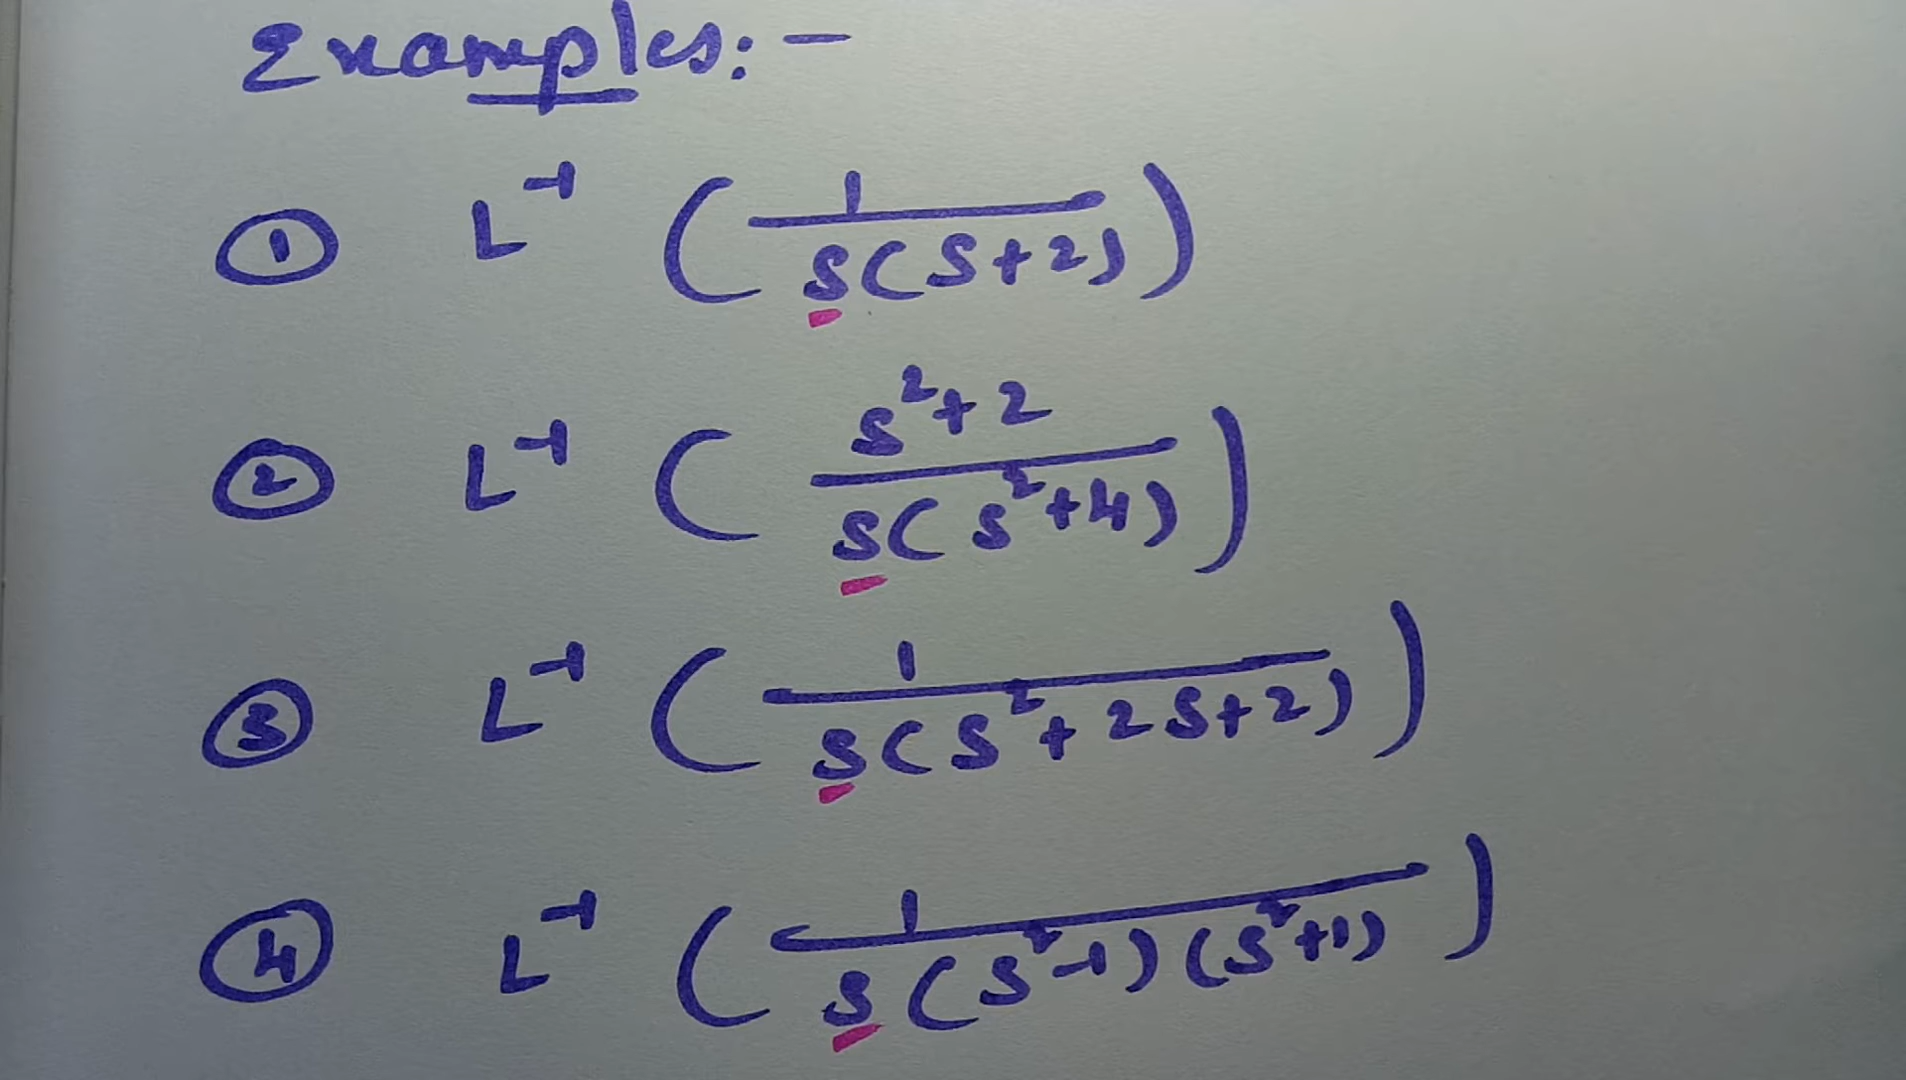 Examples:-
① L⁻¹ (1/(s(s+2)))
② L⁻¹ ((s²+2)/(s(s²+4)))
③ L⁻¹ (1/(s(s²+2s+2)))
④ L⁻¹ (1/(s(s²-1)(s²+1)))